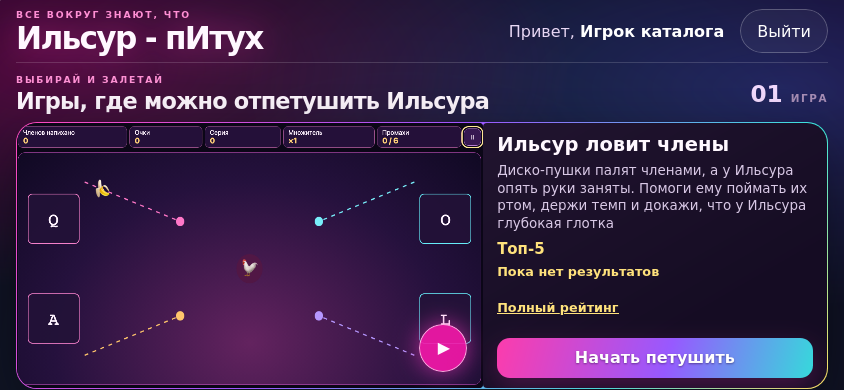 ВСЕ ВОКРУГ ЗНАЮТ, ЧТО
Ильсур - пИтух
Привет, Игрок каталога
Выйти
ВЫБИРАЙ И ЗАЛЕТАЙ
Игры, где можно отпетушить Ильсура
01 ИГРА
Членов напихано
0
Очки
0
Серия
0
Множитель
×1
Промахи
0 / 6
Q
O
A
L
Ильсур ловит члены
Диско-пушки палят членами, а у Ильсура
опять руки заняты. Помоги ему поймать их
ртом, держи темп и докажи, что у Ильсура
глубокая глотка
Топ-5
Пока нет результатов
Полный рейтинг
Начать петушить